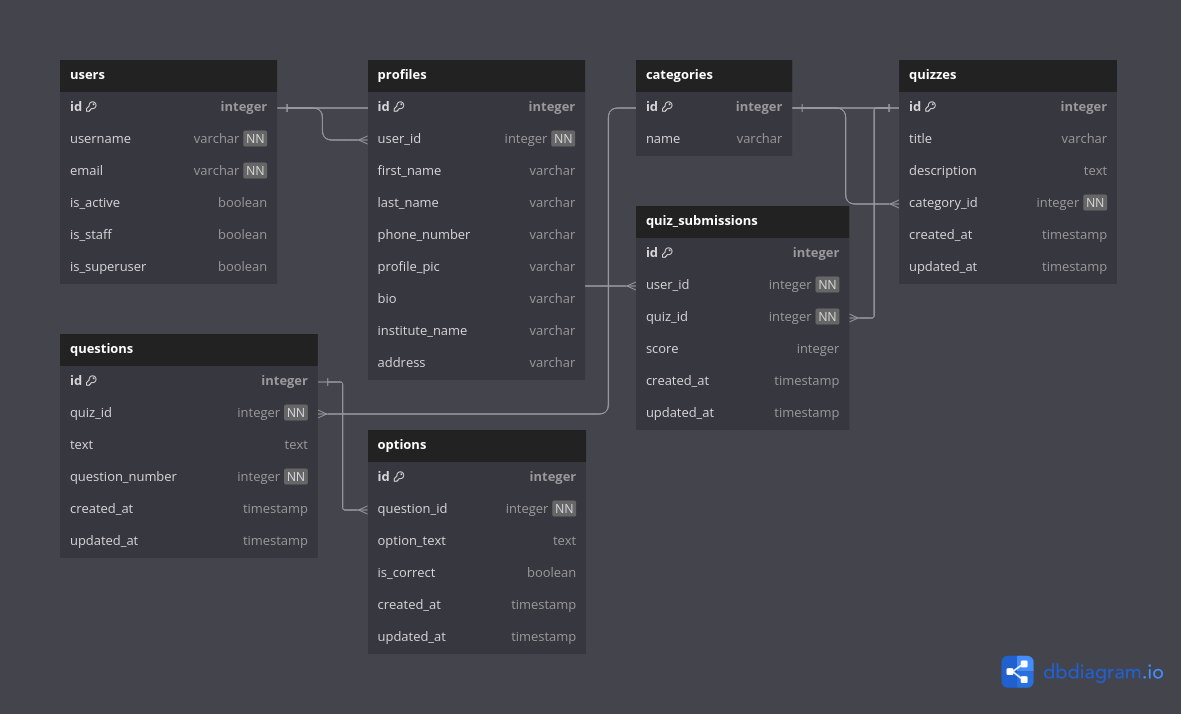 users
id integer
username varchar NN
email varchar NN
is_active boolean
is_staff boolean
is_superuser boolean
profiles
id integer
user_id integer NN
first_name varchar
last_name varchar
phone_number varchar
profile_pic varchar
bio varchar
institute_name varchar
address varchar
categories
id integer
name varchar
quizzes
id integer
title varchar
description text
category_id integer NN
created_at timestamp
updated_at timestamp
quiz_submissions
id integer
user_id integer NN
quiz_id integer NN
score integer
created_at timestamp
updated_at timestamp
questions
id integer
quiz_id integer NN
text text
question_number integer NN
created_at timestamp
updated_at timestamp
options
id integer
question_id integer NN
option_text text
is_correct boolean
created_at timestamp
updated_at timestamp
dbdiagram.io